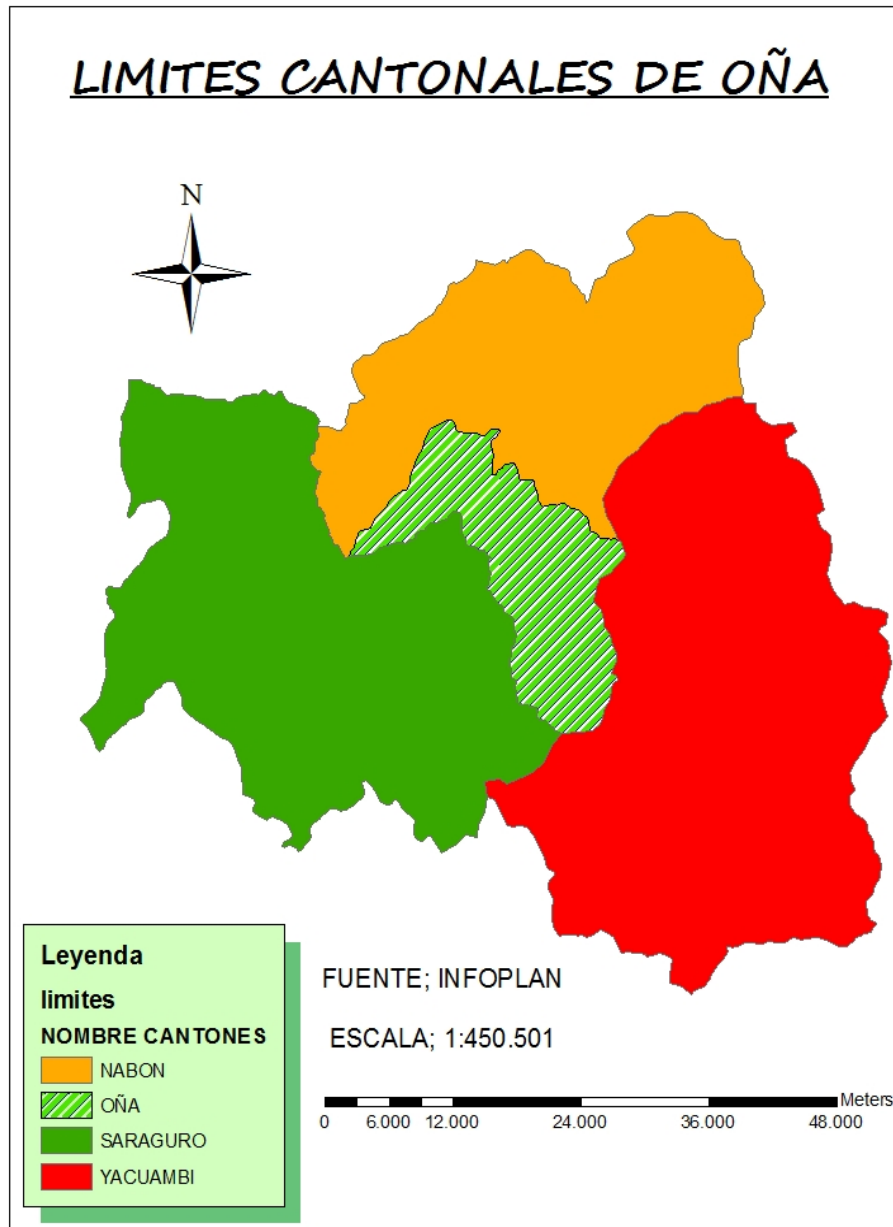 LIMITES CANTONALES DE OÑA
N
Leyenda
limites
NOMBRE CANTONES
NABON
OÑA
SARAGURO
YACUAMBI
FUENTE; INFOPLAN
ESCALA; 1:450.501
Meters
0 6.000 12.000 24.000 36.000 48.000